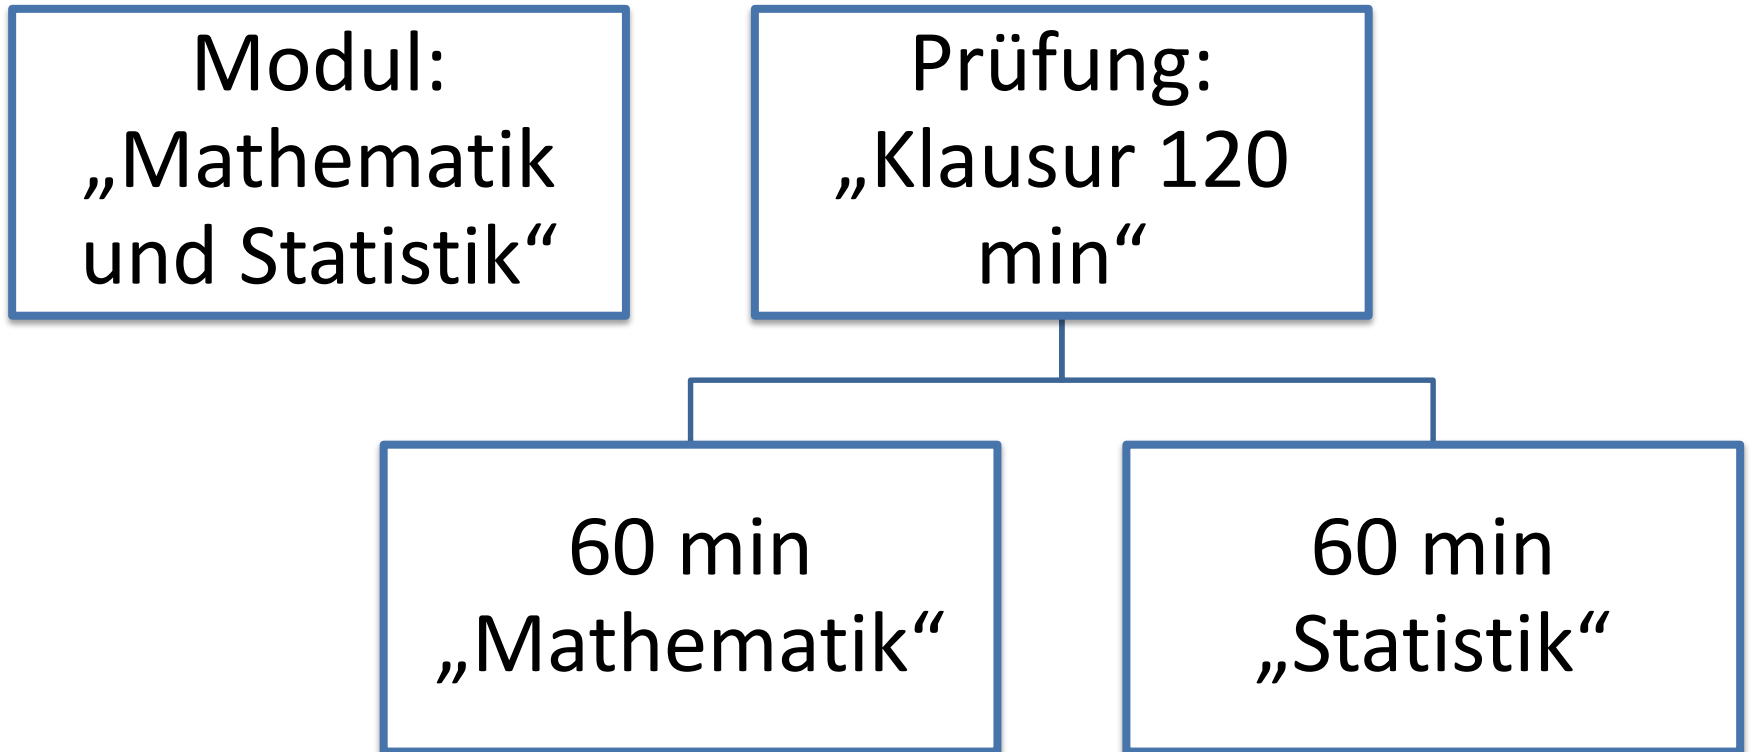 Modul:
„Mathematik
und Statistik“
Prüfung:
„Klausur 120
min“
60 min
„Mathematik“
60 min
„Statistik“